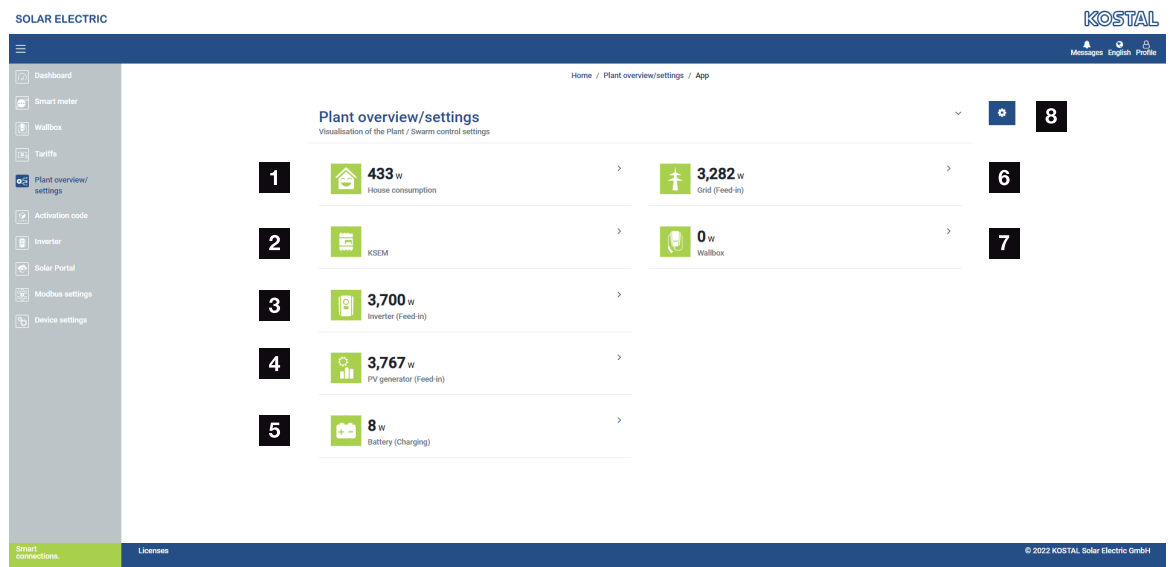 SOLAR ELECTRIC
KOSTAL
Messages English Profile
Dashboard
Smart meter
Wallbox
Tariffs
Plant overview/
settings
Activation code
Inverter
Solar Portal
Modbus settings
Device settings
Home / Plant overview/settings / App
Plant overview/settings
Visualisation of the Plant / Swarm control settings
8
1
433 w
House consumption
3,282 w
Grid (Feed-in)
6
2
KSEM
0 w
Wallbox
7
3
3,700 w
Inverter (Feed-in)
4
3,767 w
PV generator (Feed-in)
5
8 w
Battery (Charging)
Smart
connections.
Licenses
© 2022 KOSTAL Solar Electric GmbH